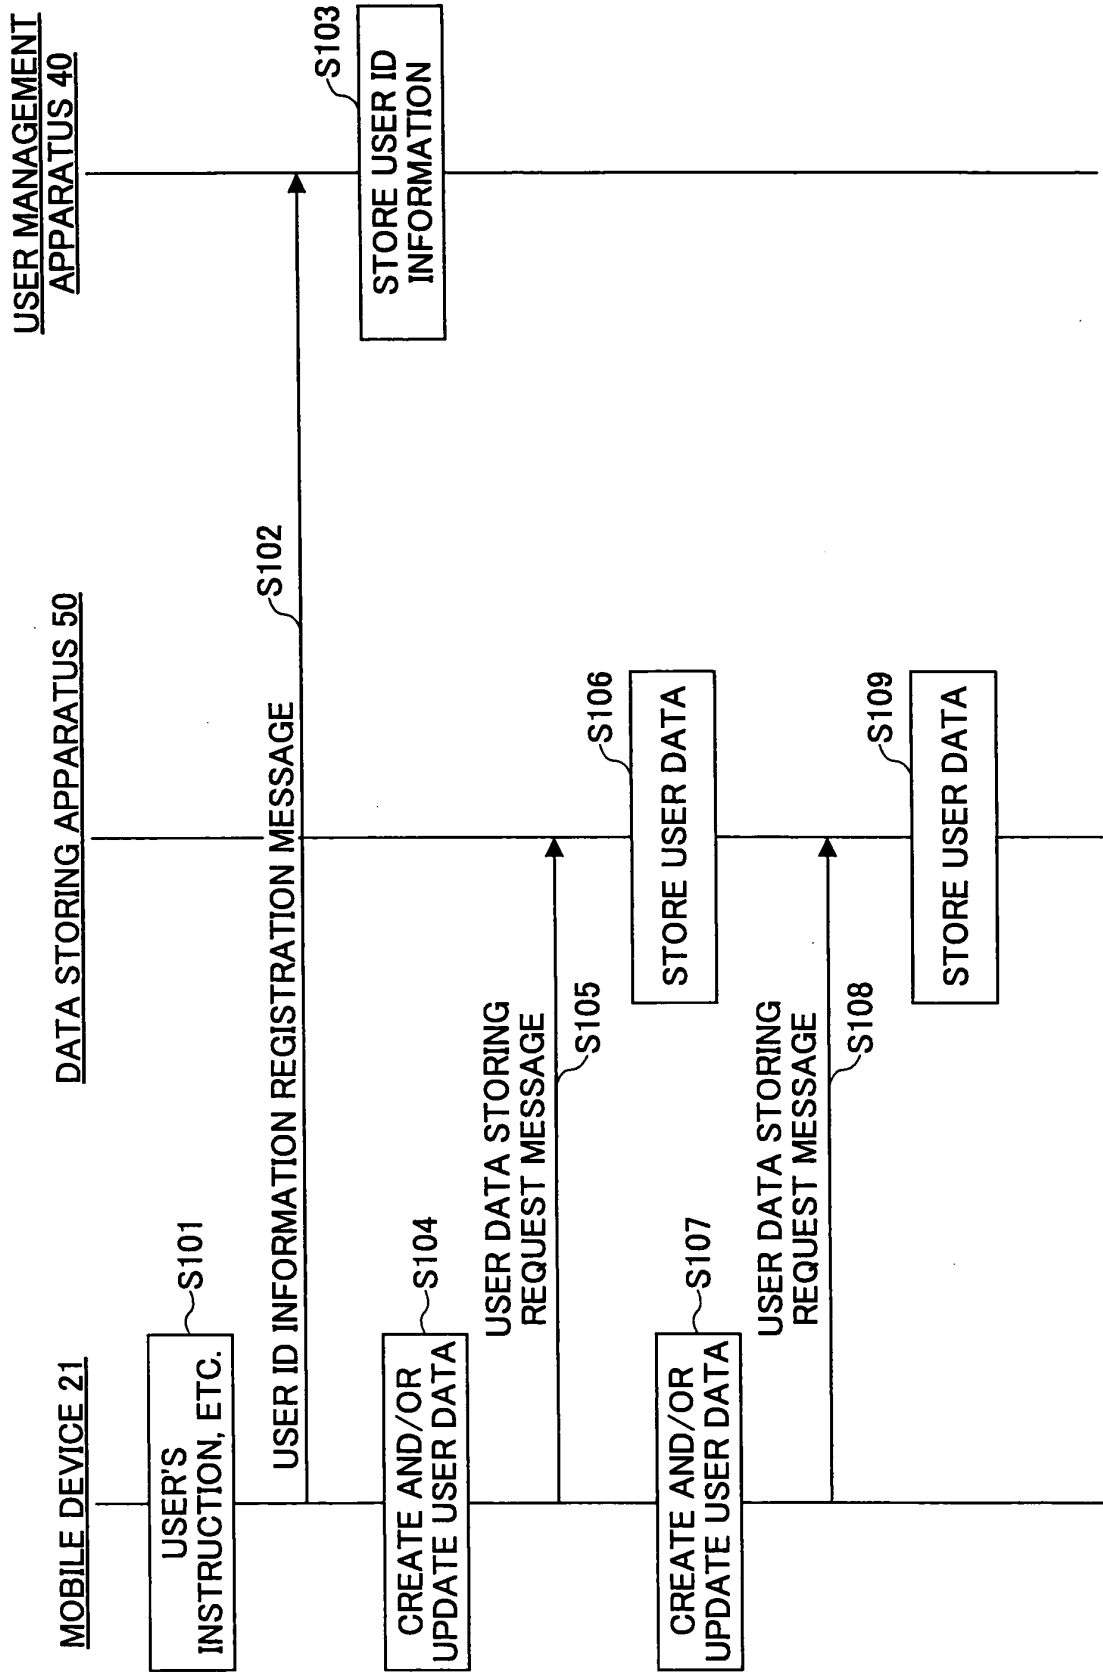 MOBILE DEVICE 21
DATA STORING APPARATUS 50
USER MANAGEMENT
APPARATUS 40
USER'S
INSTRUCTION, ETC.
S101
USER ID INFORMATION REGISTRATION MESSAGE
S102
STORE USER ID
INFORMATION
S103
CREATE AND/OR
UPDATE USER DATA
S104
USER DATA STORING
REQUEST MESSAGE
S105
STORE USER DATA
S106
CREATE AND/OR
UPDATE USER DATA
S107
USER DATA STORING
REQUEST MESSAGE
S108
STORE USER DATA
S109